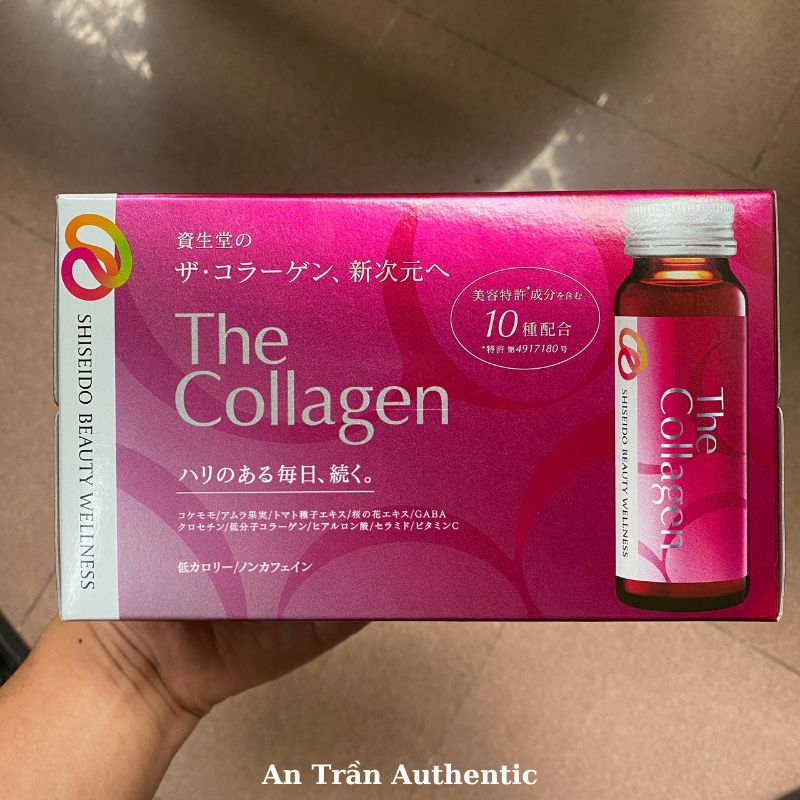 資生堂の
ザ・コラーゲン、新次元へ
The
Collagen
ハリのある毎日、続く。
コケモモ/アムラ果実/トマト種子エキス/桜の花エキス/GABA
クロセチン/低分子コラーゲン/ヒアルロン酸/セラミド/ビタミンC
低カロリー/ノンカフェイン
美容特許*成分を含む
10種配合
*特許 第4917180号
SHISEIDO BEAUTY WELLNESS
The
Collagen
SHISEIDO BEAUTY WELLNESS
An Trần Authentic